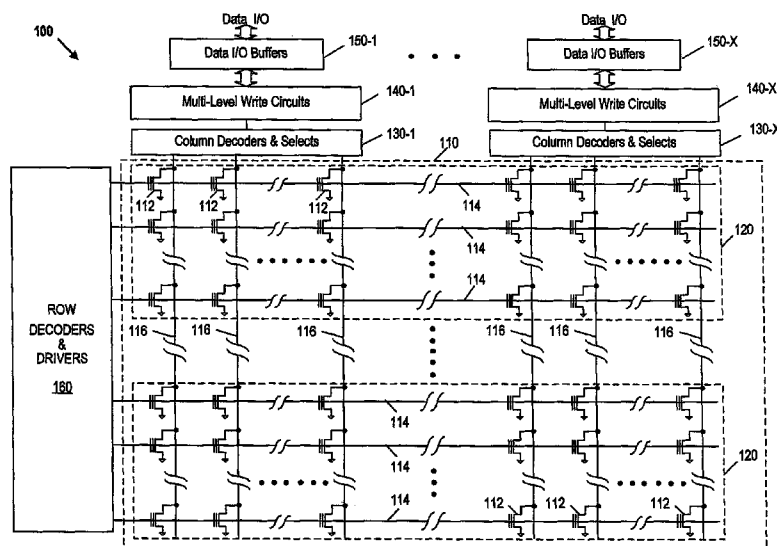 100
Data I/O
Data I/O
150-1
150-X
Data I/O Buffers
Data I/O Buffers
140-1
140-X
Multi-Level Write Circuits
Multi-Level Write Circuits
130-1
130-X
Column Decoders & Selects
Column Decoders & Selects
110
112
112
112
114
114
120
114
ROW
DECODERS
&
DRIVERS
160
116
116
116
116
116
116
114
114
120
114
112
112
112